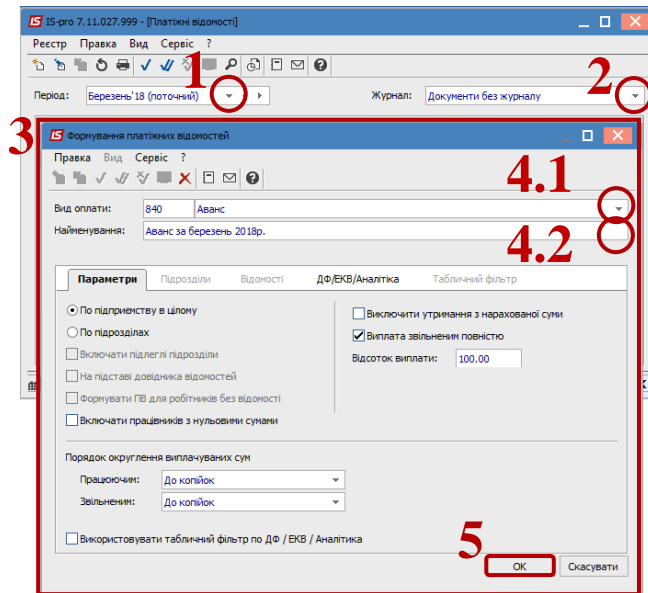 IS-pro 7.11.027.999 - [Платіжні відомості]
Реєстр Правка Вид Сервіс ?
1
2
Період: Березень'18 (поточний) Журнал: Документи без журналу
3
Формування платіжних відомостей
Правка Вид Сервіс ?
4.1
Вид оплати: 840 Аванс
Найменування: Аванс за березень 2018р.
4.2
Параметри Підрозділи Відомості ДФ/ЕКВ/Аналітика Табличний фільтр
По підприємству в цілому Виключити утримання з нарахованої суми
По підрозділах Виплата звільненим повністю
Включати підлеглі підрозділи Відсоток виплати: 100.00
На підставі довідника відомостей
Формувати ПВ для робітників без відомості
Включати працівників з нульовими сумами
Порядок округлення виплачуваних сум
Працюючим: До копійок
Звільненим: До копійок
Використовувати табличний фільтр по ДФ / ЕКВ / Аналітика
5
OK Скасувати